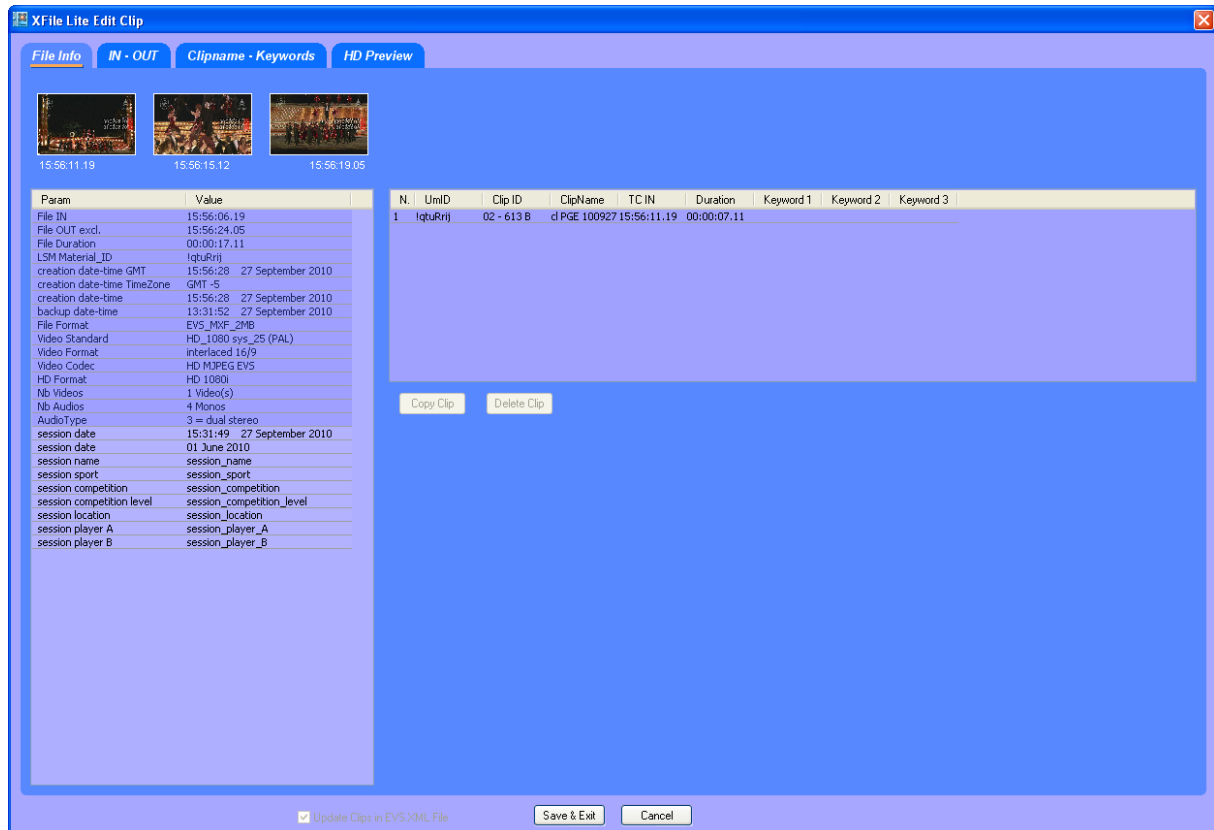 XFile Lite Edit Clip
File Info IN - OUT Clipname - Keywords HD Preview
15:56:11.19 15:56:15.12 15:56:19.05
Param Value
File IN 15:56:06.19
File OUT excl. 15:56:24.05
File Duration 00:00:17.11
LSM Material_ID !qtuRrij
creation date-time GMT 15:56:28 27 September 2010
creation date-time TimeZone GMT -5
creation date-time 15:56:28 27 September 2010
backup date-time 13:31:52 27 September 2010
File Format EVS_MXF_2MB
Video Standard HD_1080 sys_25 (PAL)
Video Format interlaced 16/9
Video Codec HD MJPEG EVS
HD Format HD 1080i
Nb Videos 1 Video(s)
Nb Audios 4 Monos
AudioType 3 = dual stereo
session date 15:31:49 27 September 2010
session date 01 June 2010
session name session_name
session sport session_sport
session competition session_competition
session competition level session_competition_level
session location session_location
session player A session_player_A
session player B session_player_B
N. UmID Clip ID ClipName TC IN Duration Keyword 1 Keyword 2 Keyword 3
1 !qtuRrij 02 - 613 B cl PGE 100927 15:56:11.19 00:00:07.11
Copy Clip Delete Clip
Update Clips in EVS XML File Save & Exit Cancel